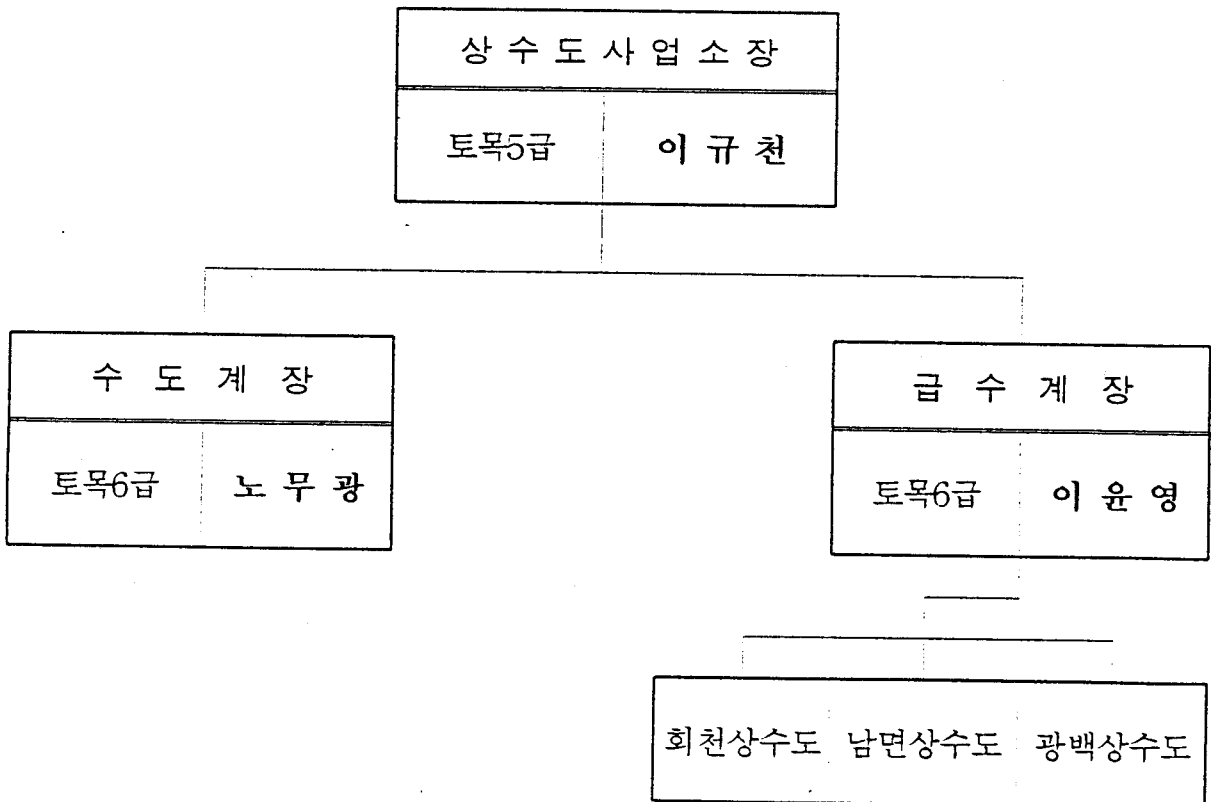 상 수 도 사 업 소 장
토목5급 이 규 천
수 도 계 장
토목6급 노 무 광
급 수 계 장
토목6급 이 윤 영
회천상수도 남면상수도 광백상수도